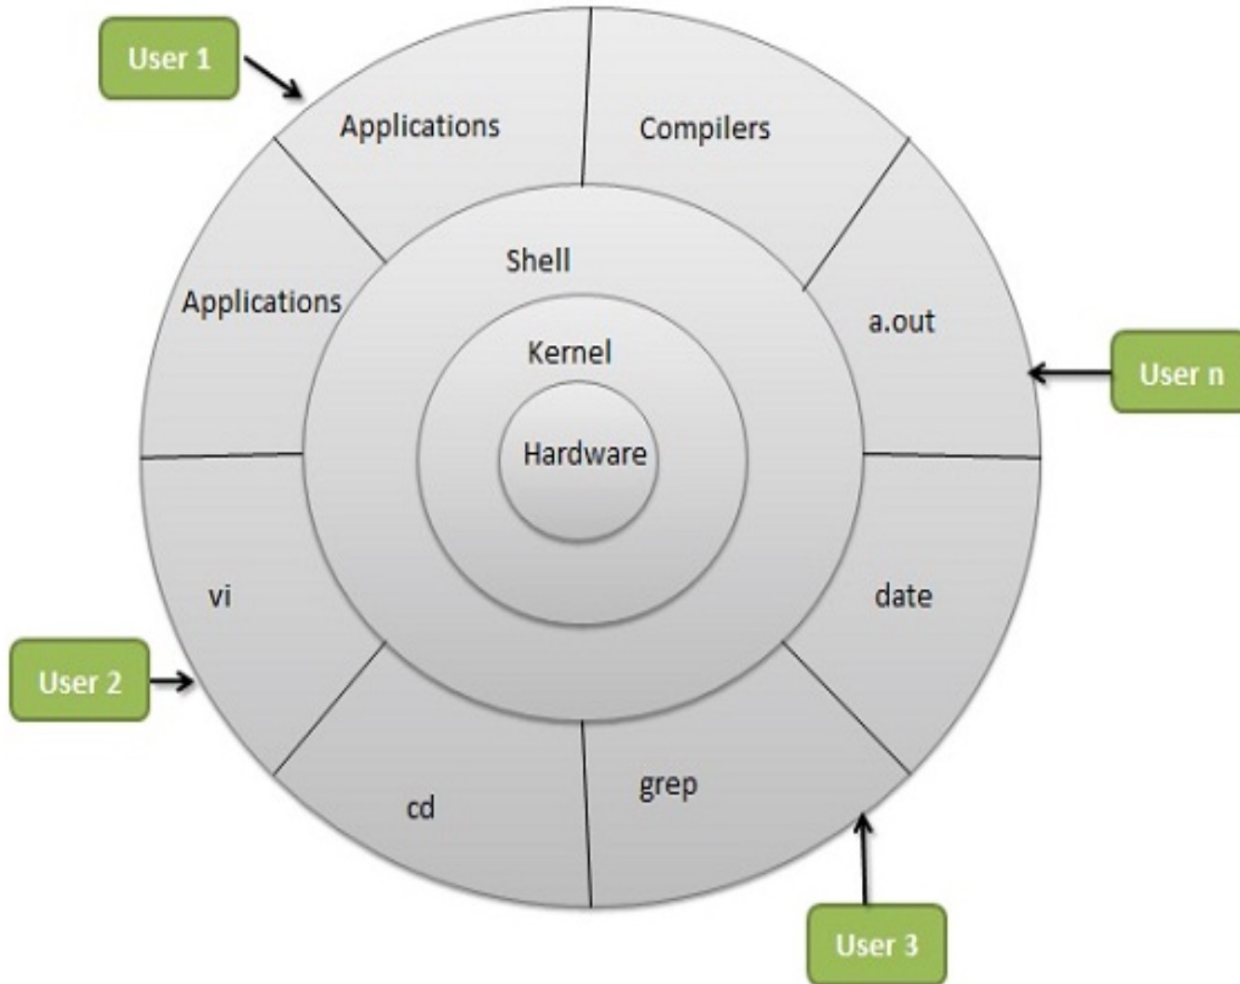 User 1
Applications
Compilers
Shell
Applications
a.out
Kernel
User n
Hardware
vi
date
User 2
grep
cd
User 3